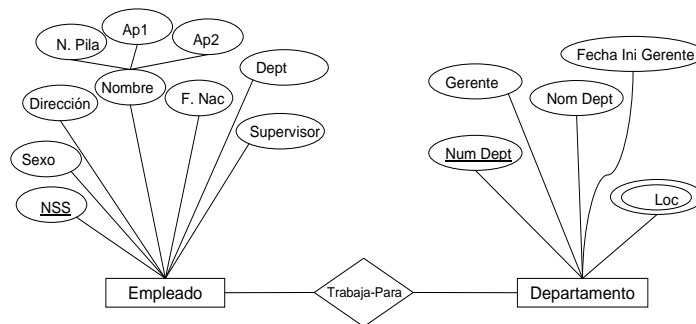 Ap1
N. Pila
Ap2
Fecha Ini Gerente
Dept
Gerente
Nombre
F. Nac
Nom Dept
Dirección
Supervisor
Num Dept
Sexo
Loc
NSS
Empleado
Trabaja-Para
Departamento